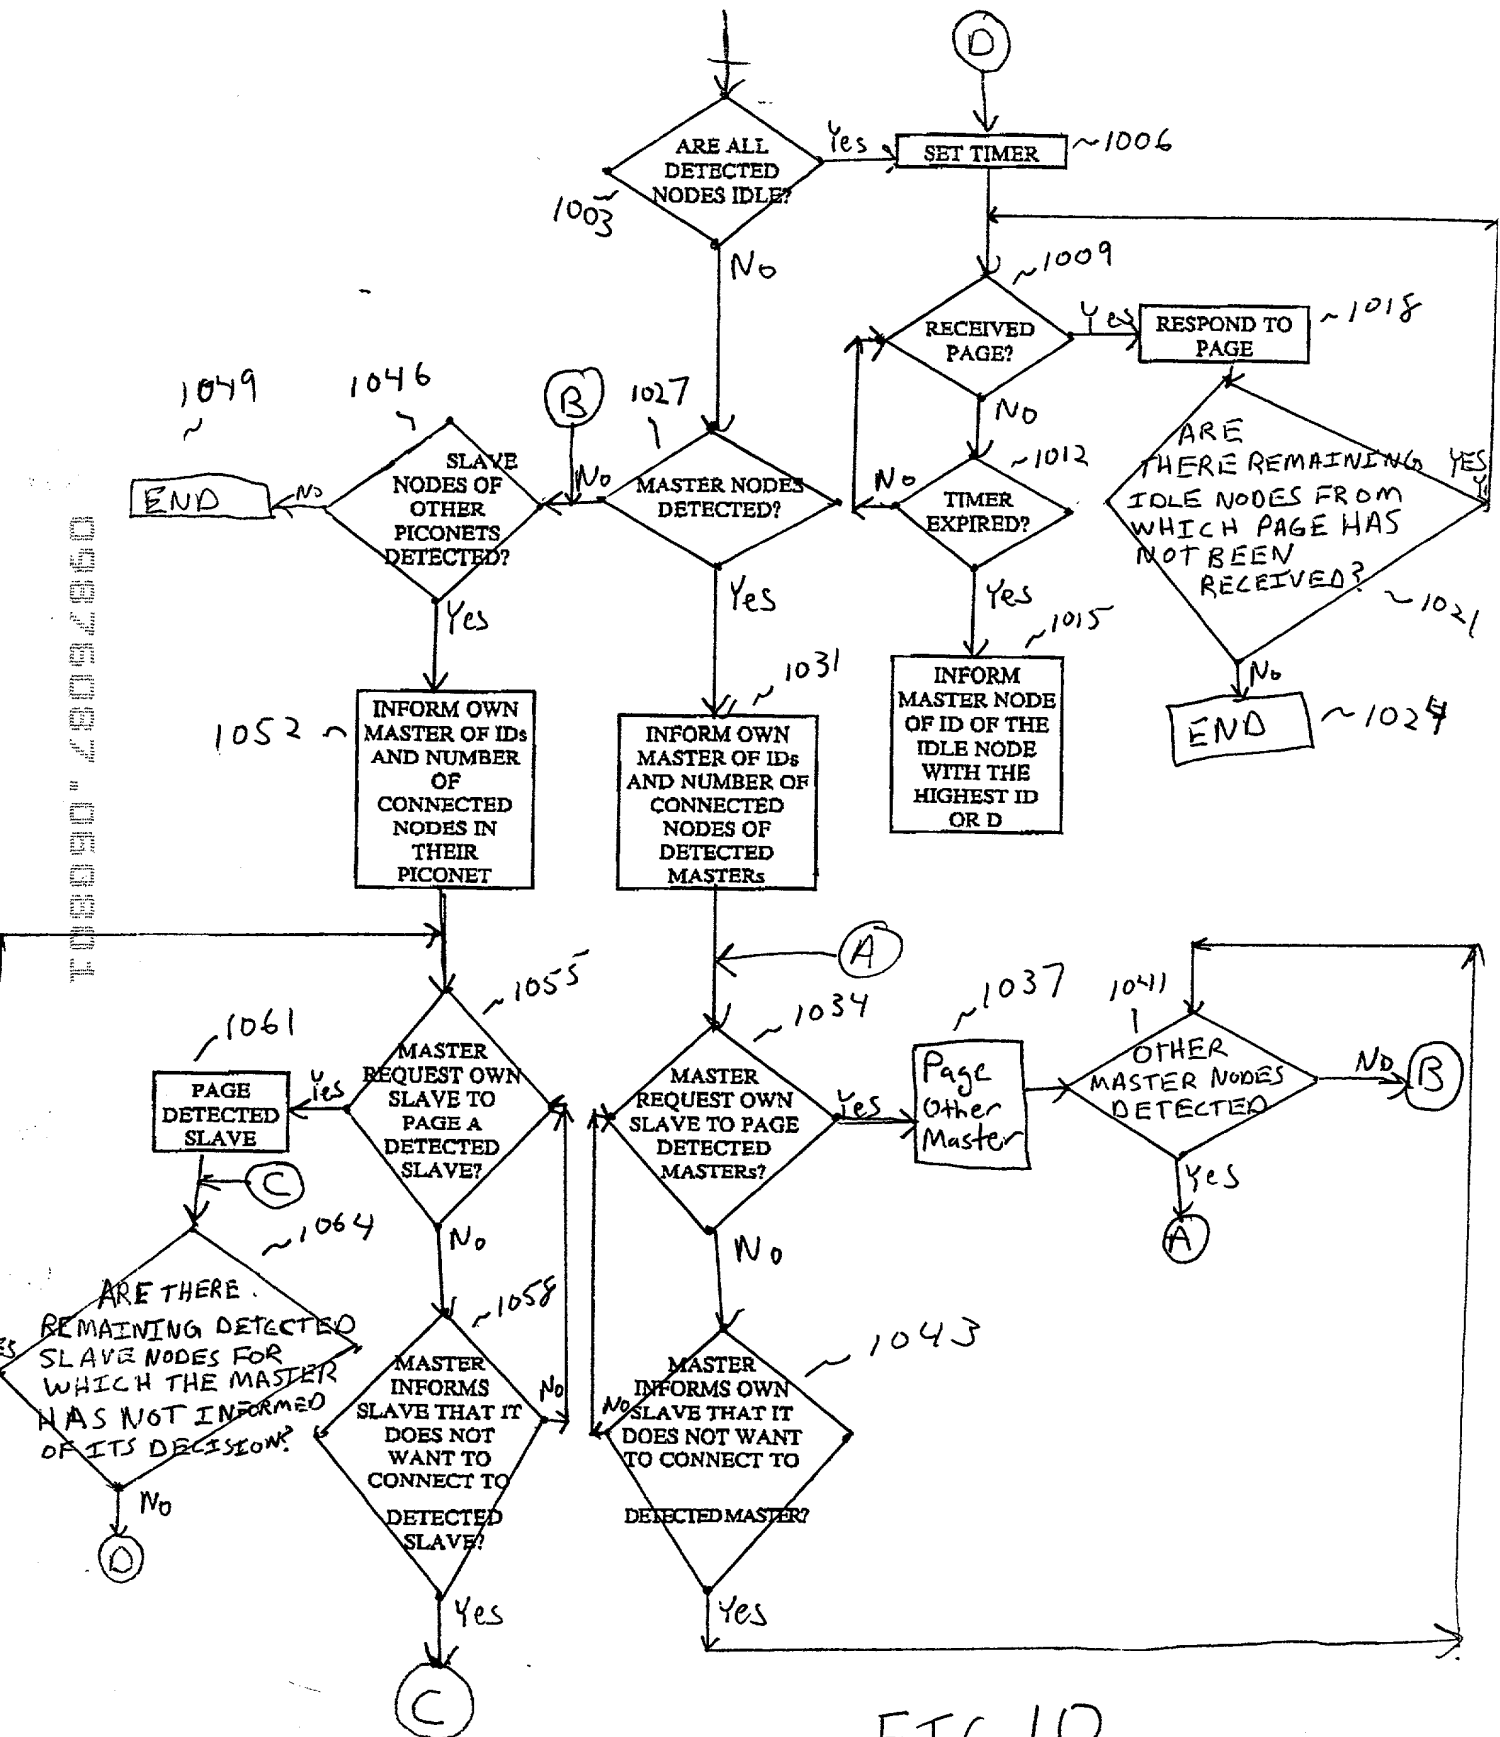 D
ARE ALL
DETECTED
NODES IDLE?
1003
Yes
SET TIMER
~1006
No
~1009
RECEIVED
PAGE?
Yes
RESPOND TO
PAGE
~1018
No
~1012
TIMER
EXPIRED?
No
Yes
~1015
INFORM
MASTER NODE
OF ID OF THE
IDLE NODE
WITH THE
HIGHEST ID
OR D
ARE
THERE REMAINING
IDLE NODES FROM
WHICH PAGE HAS
NOT BEEN
RECEIVED?
YES
~1021
No
END
~1024
1049
END
No
1046
SLAVE
NODES OF
OTHER
PICONETS
DETECTED?
B
No
1027
MASTER NODES
DETECTED?
Yes
Yes
1052
INFORM OWN
MASTER OF IDs
AND NUMBER
OF
CONNECTED
NODES IN
THEIR
PICONET
~1031
INFORM OWN
MASTER OF IDs
AND NUMBER OF
CONNECTED
NODES OF
DETECTED
MASTERs
A
~1055
MASTER
REQUEST OWN
SLAVE TO
PAGE A
DETECTED
SLAVE?
Yes
1061
PAGE
DETECTED
SLAVE
C
~1064
ARE THERE
REMAINING DETECTED
SLAVE NODES FOR
WHICH THE MASTER
HAS NOT INFORMED
OF ITS DECISION?
No
D
No
~1058
MASTER
INFORMS
SLAVE THAT IT
DOES NOT
WANT TO
CONNECT TO
DETECTED
SLAVE?
No
Yes
C
~1034
MASTER
REQUEST OWN
SLAVE TO PAGE
DETECTED
MASTERs?
Yes
~1037
Page
Other
Master
1041
OTHER
MASTER NODES
DETECTED
NO
B
Yes
A
No
~1043
MASTER
INFORMS OWN
SLAVE THAT IT
DOES NOT WANT
TO CONNECT TO
DETECTED MASTER?
No
Yes
FIG 10
09876087.060801